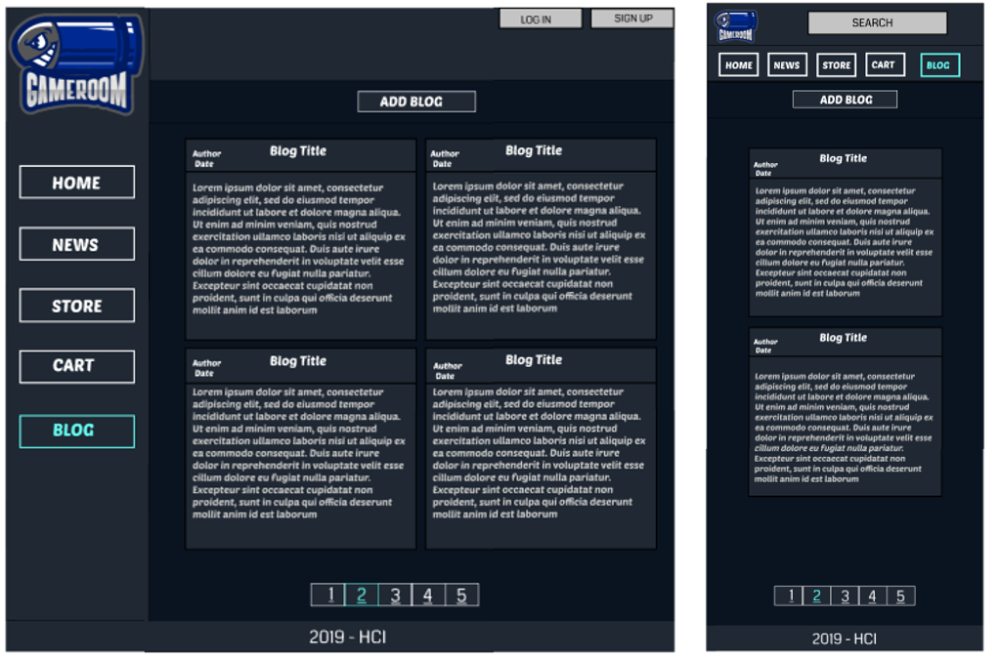 GAMEROOM
LOG IN
SIGN UP
HOME
NEWS
STORE
CART
BLOG
ADD BLOG
Author
Date
Blog Title
Lorem ipsum dolor sit amet, consectetur
adipiscing elit, sed do eiusmod tempor
incididunt ut labore et dolore magna aliqua.
Ut enim ad minim veniam, quis nostrud
exercitation ullamco laboris nisi ut aliquip ex
ea commodo consequat. Duis aute irure
dolor in reprehenderit in voluptate velit esse
cillum dolore eu fugiat nulla pariatur.
Excepteur sint occaecat cupidatat non
proident, sunt in culpa qui officia deserunt
mollit anim id est laborum
Author
Date
Blog Title
Lorem ipsum dolor sit amet, consectetur
adipiscing elit, sed do eiusmod tempor
incididunt ut labore et dolore magna aliqua.
Ut enim ad minim veniam, quis nostrud
exercitation ullamco laboris nisi ut aliquip ex
ea commodo consequat. Duis aute irure
dolor in reprehenderit in voluptate velit esse
cillum dolore eu fugiat nulla pariatur.
Excepteur sint occaecat cupidatat non
proident, sunt in culpa qui officia deserunt
mollit anim id est laborum
Author
Date
Blog Title
Lorem ipsum dolor sit amet, consectetur
adipiscing elit, sed do eiusmod tempor
incididunt ut labore et dolore magna aliqua.
Ut enim ad minim veniam, quis nostrud
exercitation ullamco laboris nisi ut aliquip ex
ea commodo consequat. Duis aute irure
dolor in reprehenderit in voluptate velit esse
cillum dolore eu fugiat nulla pariatur.
Excepteur sint occaecat cupidatat non
proident, sunt in culpa qui officia deserunt
mollit anim id est laborum
Author
Date
Blog Title
Lorem ipsum dolor sit amet, consectetur
adipiscing elit, sed do eiusmod tempor
incididunt ut labore et dolore magna aliqua.
Ut enim ad minim veniam, quis nostrud
exercitation ullamco laboris nisi ut aliquip ex
ea commodo consequat. Duis aute irure
dolor in reprehenderit in voluptate velit esse
cillum dolore eu fugiat nulla pariatur.
Excepteur sint occaecat cupidatat non
proident, sunt in culpa qui officia deserunt
mollit anim id est laborum
1 2 3 4 5
2019 - HCI
GAMEROOM
SEARCH
HOME NEWS STORE CART BLOG
ADD BLOG
Author
Date
Blog Title
Lorem ipsum dolor sit amet, consectetur
adipiscing elit, sed do eiusmod tempor
incididunt ut labore et dolore magna aliqua.
Ut enim ad minim veniam, quis nostrud
exercitation ullamco laboris nisi ut aliquip ex
ea commodo consequat. Duis aute irure
dolor in reprehenderit in voluptate velit esse
cillum dolore eu fugiat nulla pariatur.
Excepteur sint occaecat cupidatat non
proident, sunt in culpa qui officia deserunt
mollit anim id est laborum
Author
Date
Blog Title
Lorem ipsum dolor sit amet, consectetur
adipiscing elit, sed do eiusmod tempor
incididunt ut labore et dolore magna aliqua.
Ut enim ad minim veniam, quis nostrud
exercitation ullamco laboris nisi ut aliquip ex
ea commodo consequat. Duis aute irure
dolor in reprehenderit in voluptate velit esse
cillum dolore eu fugiat nulla pariatur.
Excepteur sint occaecat cupidatat non
proident, sunt in culpa qui officia deserunt
mollit anim id est laborum
1 2 3 4 5
2019 - HCI